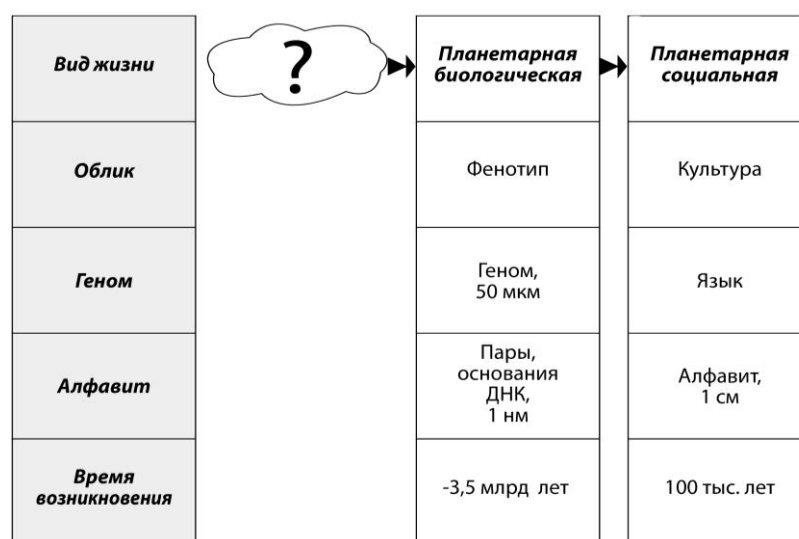 Вид жизни
?
Планетарная
биологическая
Планетарная
социальная
Облик
Фенотип
Культура
Геном
Геном,
50 мкм
Язык
Алфавит
Пары,
основания
ДНК,
1 нм
Алфавит,
1 см
Время
возникновения
-3,5 млрд лет
100 тыс. лет